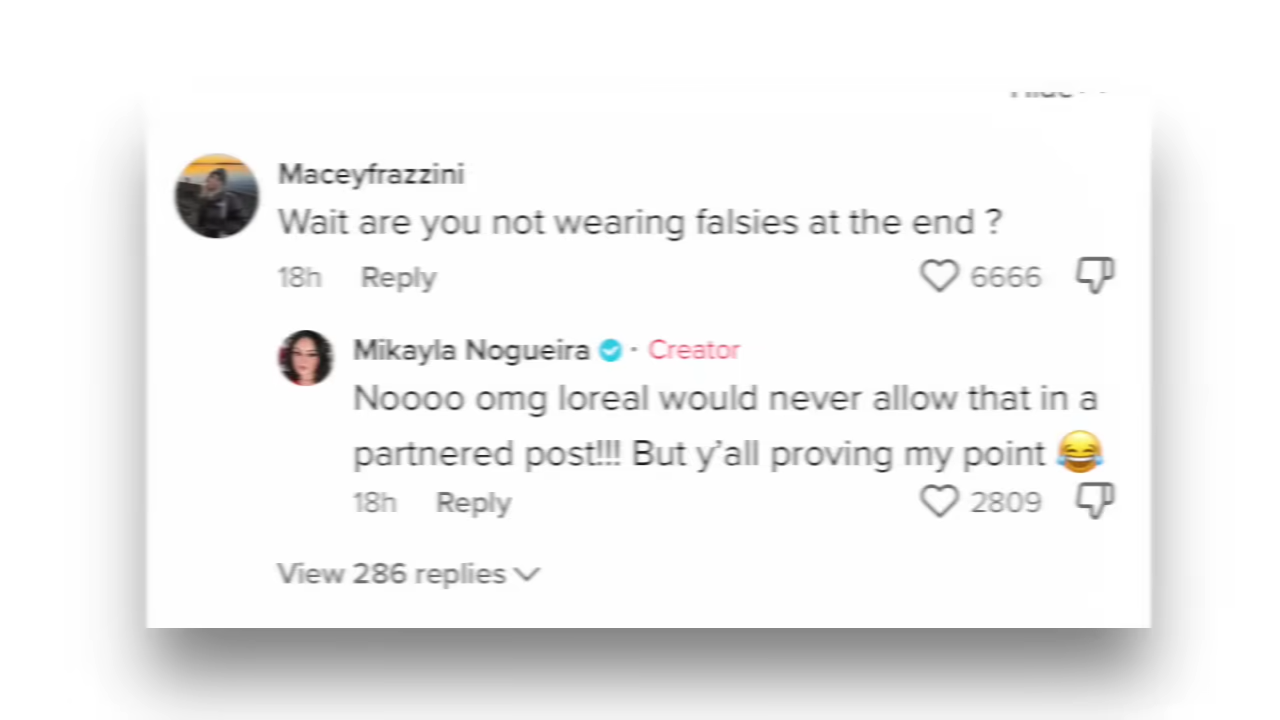 Maceyfrazzini
Wait are you not wearing falsies at the end ?
18h Reply 6666
Mikayla Nogueira · Creator
Noooo omg loreal would never allow that in a
partnered post!!! But y'all proving my point 😂
18h Reply 2809
View 286 replies